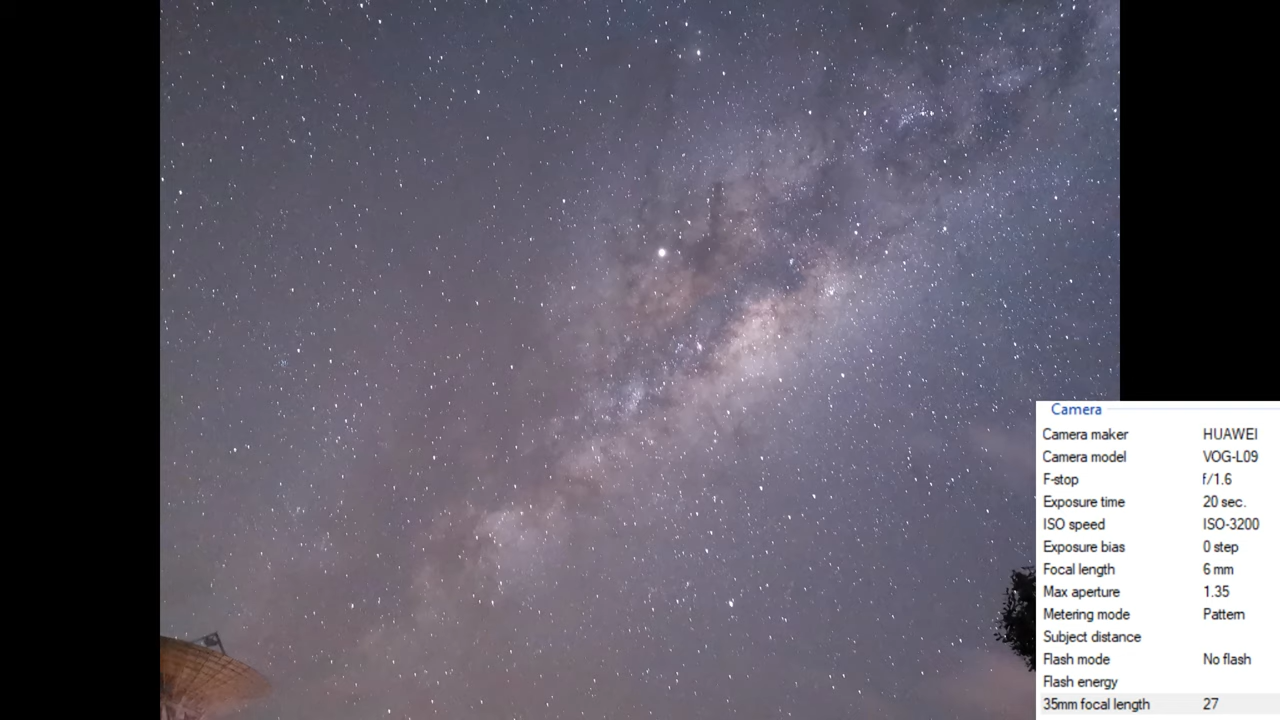 Camera
Camera maker HUAWEI
Camera model VOG-L09
F-stop f/1.6
Exposure time 20 sec.
ISO speed ISO-3200
Exposure bias 0 step
Focal length 6 mm
Max aperture 1.35
Metering mode Pattern
Subject distance
Flash mode No flash
Flash energy
35mm focal length 27